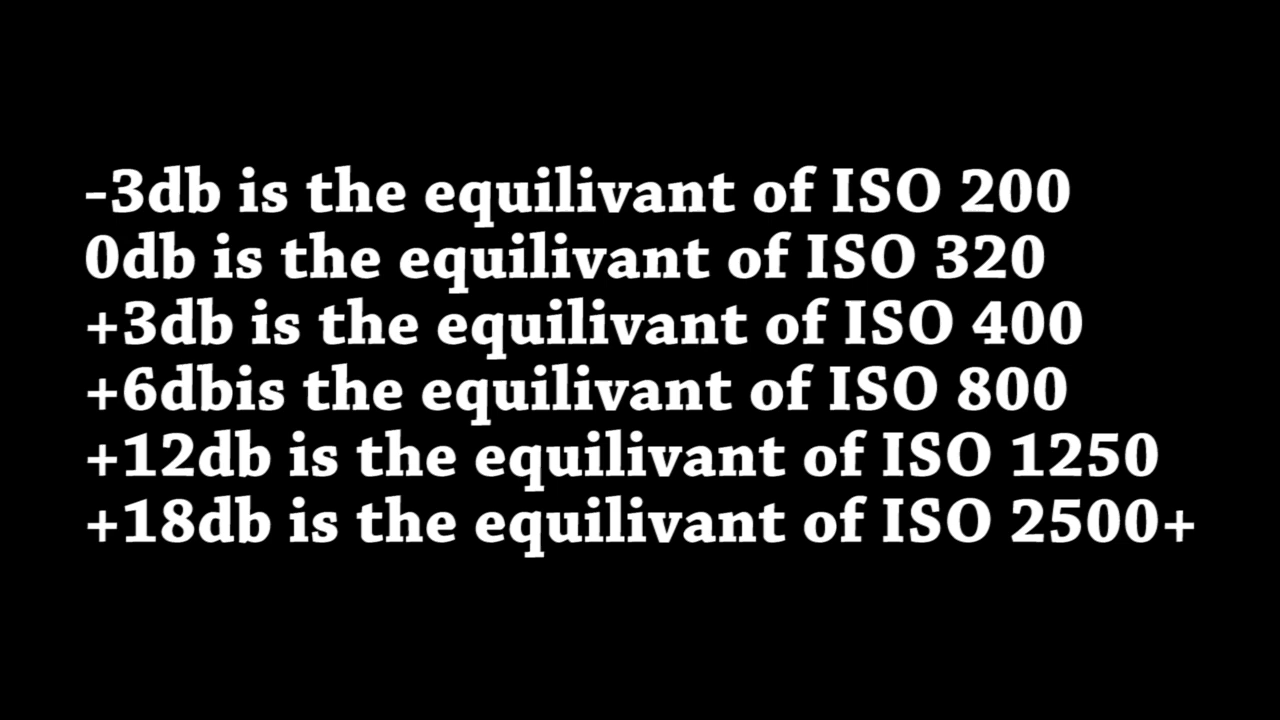 -3db is the equilivant of ISO 200
0db is the equilivant of ISO 320
+3db is the equilivant of ISO 400
+6dbis the equilivant of ISO 800
+12db is the equilivant of ISO 1250
+18db is the equilivant of ISO 2500+